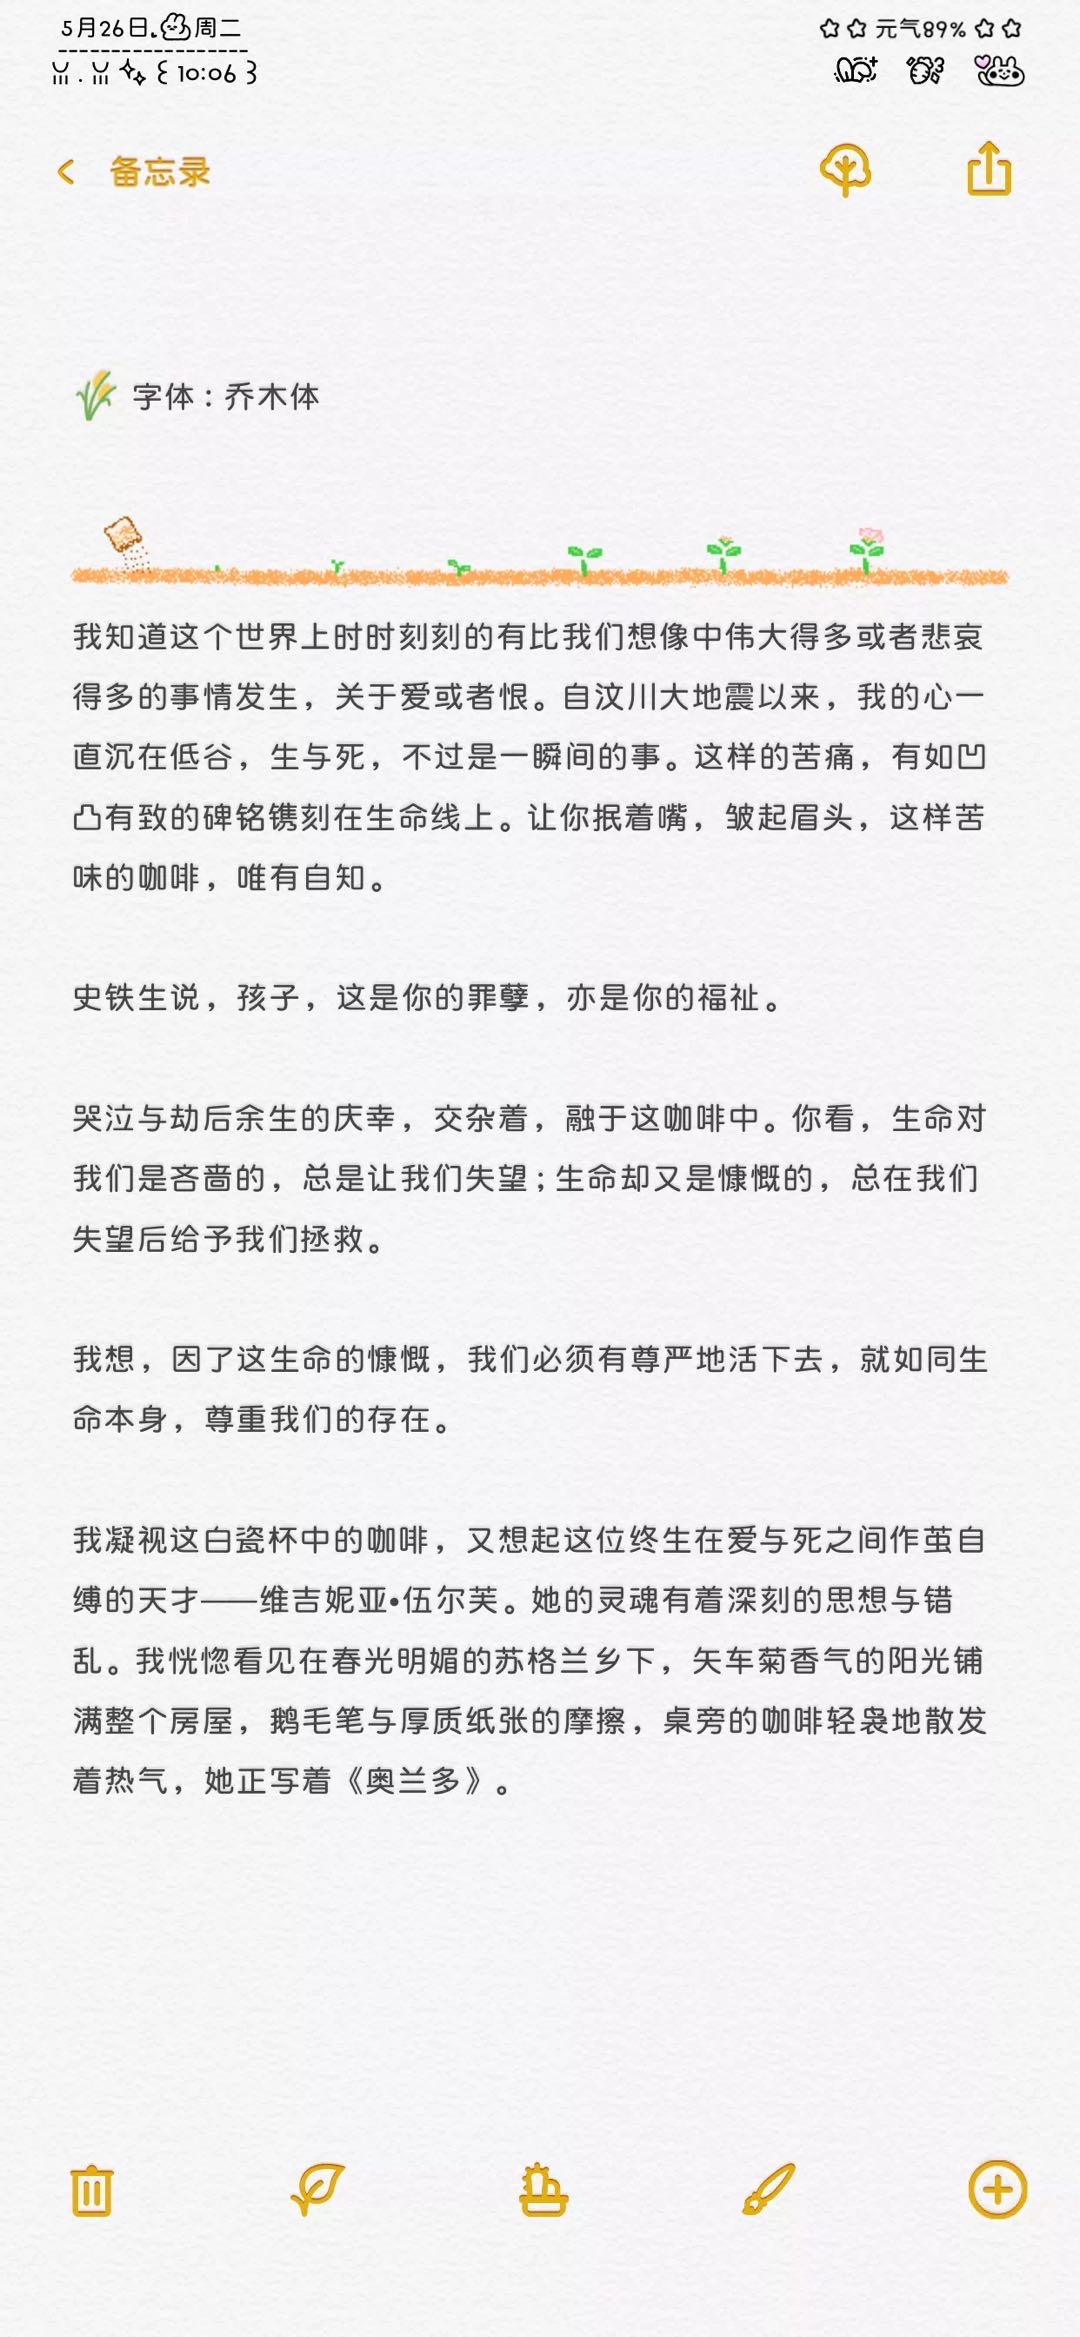 5月26日.周二
10:06
元气89%
备忘录
字体：乔木体
我知道这个世界上时时刻刻的有比我们想像中伟大得多或者悲哀
得多的事情发生，关于爱或者恨。自汶川大地震以来，我的心一
直沉在低谷，生与死，不过是一瞬间的事。这样的苦痛，有如凹
凸有致的碑铭镌刻在生命线上。让你抿着嘴，皱起眉头，这样苦
味的咖啡，唯有自知。
史铁生说，孩子，这是你的罪孽，亦是你的福祉。
哭泣与劫后余生的庆幸，交杂着，融于这咖啡中。你看，生命对
我们是吝啬的，总是让我们失望；生命却又是慷慨的，总在我们
失望后给予我们拯救。
我想，因了这生命的慷慨，我们必须有尊严地活下去，就如同生
命本身，尊重我们的存在。
我凝视这白瓷杯中的咖啡，又想起这位终生在爱与死之间作茧自
缚的天才——维吉妮亚•伍尔芙。她的灵魂有着深刻的思想与错
乱。我恍惚看见在春光明媚的苏格兰乡下，矢车菊香气的阳光铺
满整个房屋，鹅毛笔与厚质纸张的摩擦，桌旁的咖啡轻袅地散发
着热气，她正写着《奥兰多》。